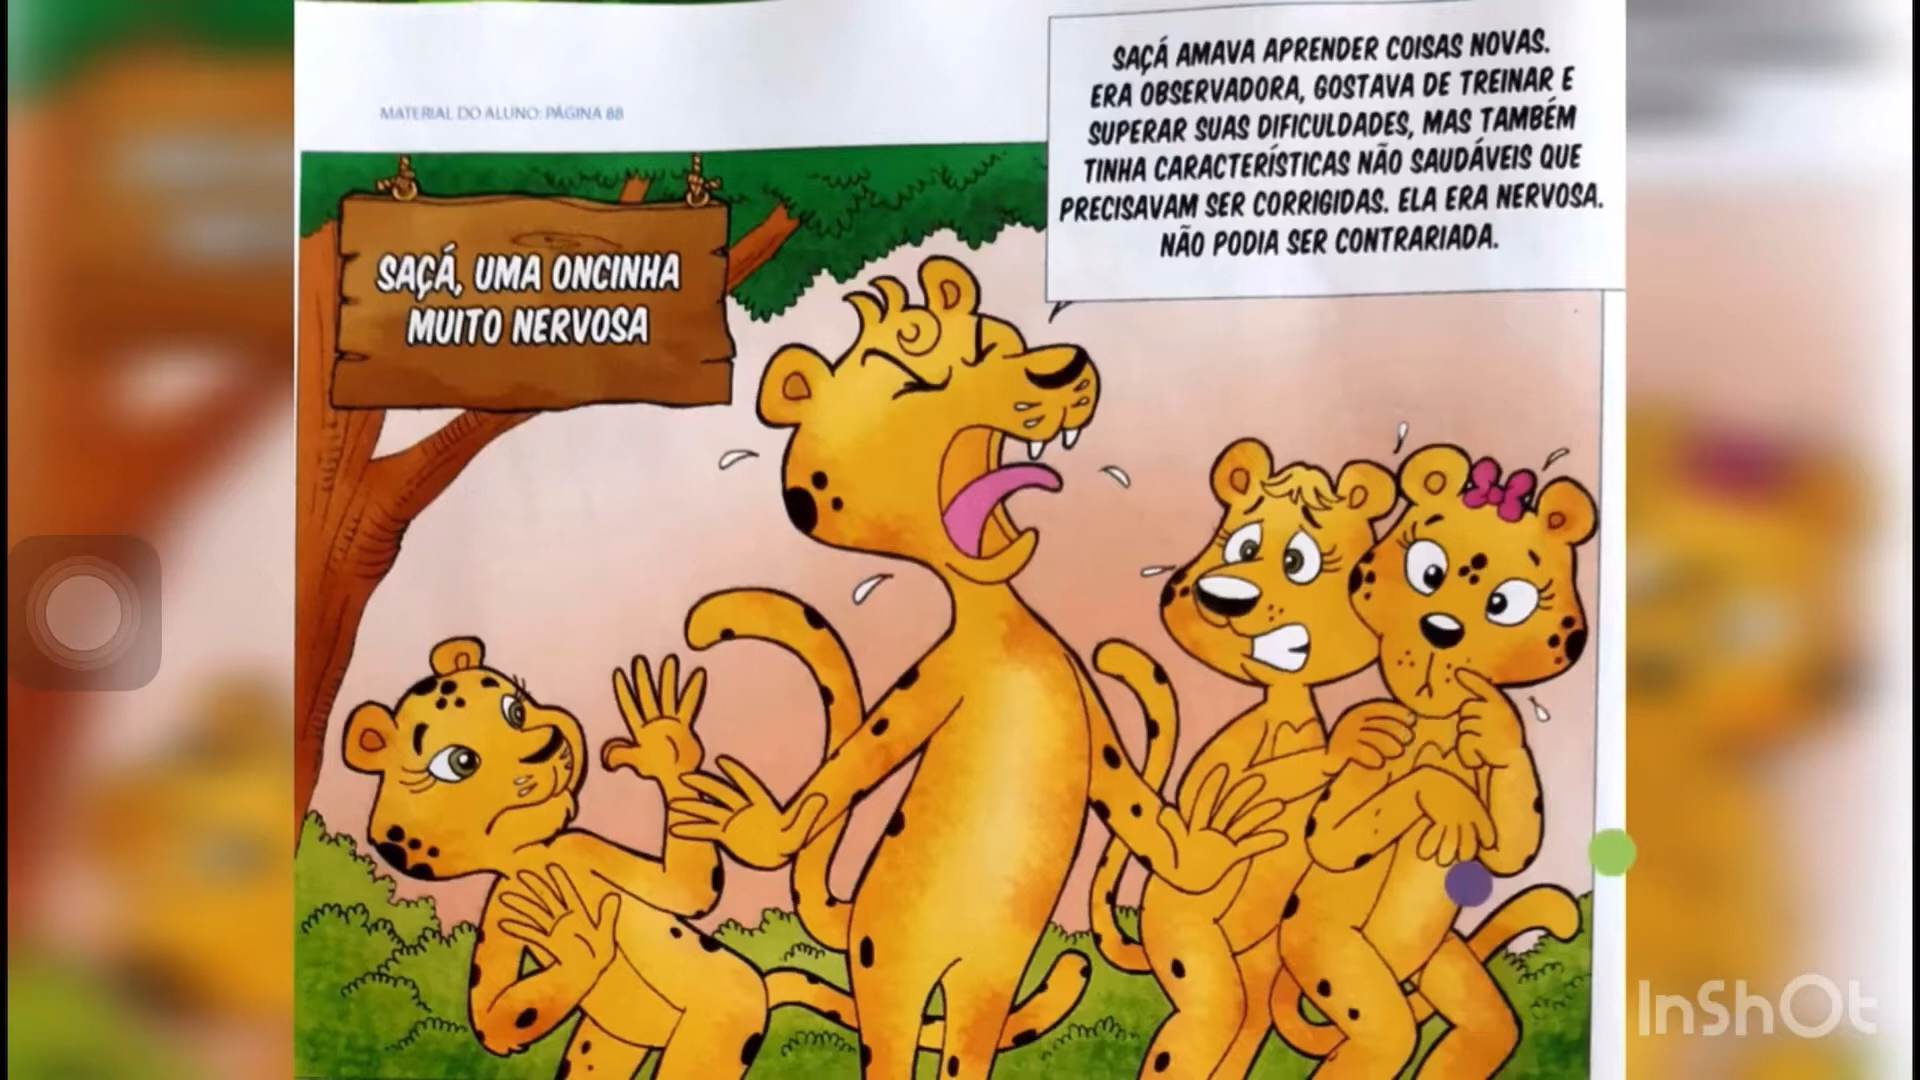 MATERIAL DO ALUNO: PÁGINA 88
SAÇÁ AMAVA APRENDER COISAS NOVAS.
ERA OBSERVADORA, GOSTAVA DE TREINAR E
SUPERAR SUAS DIFICULDADES, MAS TAMBÉM
TINHA CARACTERÍSTICAS NÃO SAUDÁVEIS QUE
PRECISAVAM SER CORRIGIDAS. ELA ERA NERVOSA.
NÃO PODIA SER CONTRARIADA.
SAÇÁ, UMA ONCINHA
MUITO NERVOSA
InShOt